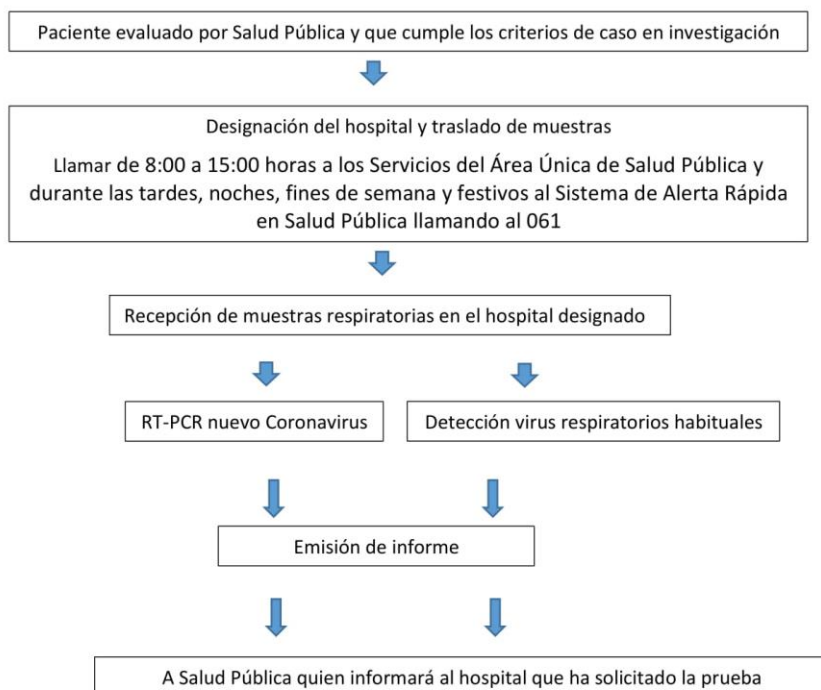 Paciente evaluado por Salud Pública y que cumple los criterios de caso en investigación
Designación del hospital y traslado de muestras
Llamar de 8:00 a 15:00 horas a los Servicios del Área Única de Salud Pública y
durante las tardes, noches, fines de semana y festivos al Sistema de Alerta Rápida
en Salud Pública llamando al 061
Recepción de muestras respiratorias en el hospital designado
RT-PCR nuevo Coronavirus
Detección virus respiratorios habituales
Emisión de informe
A Salud Pública quien informará al hospital que ha solicitado la prueba